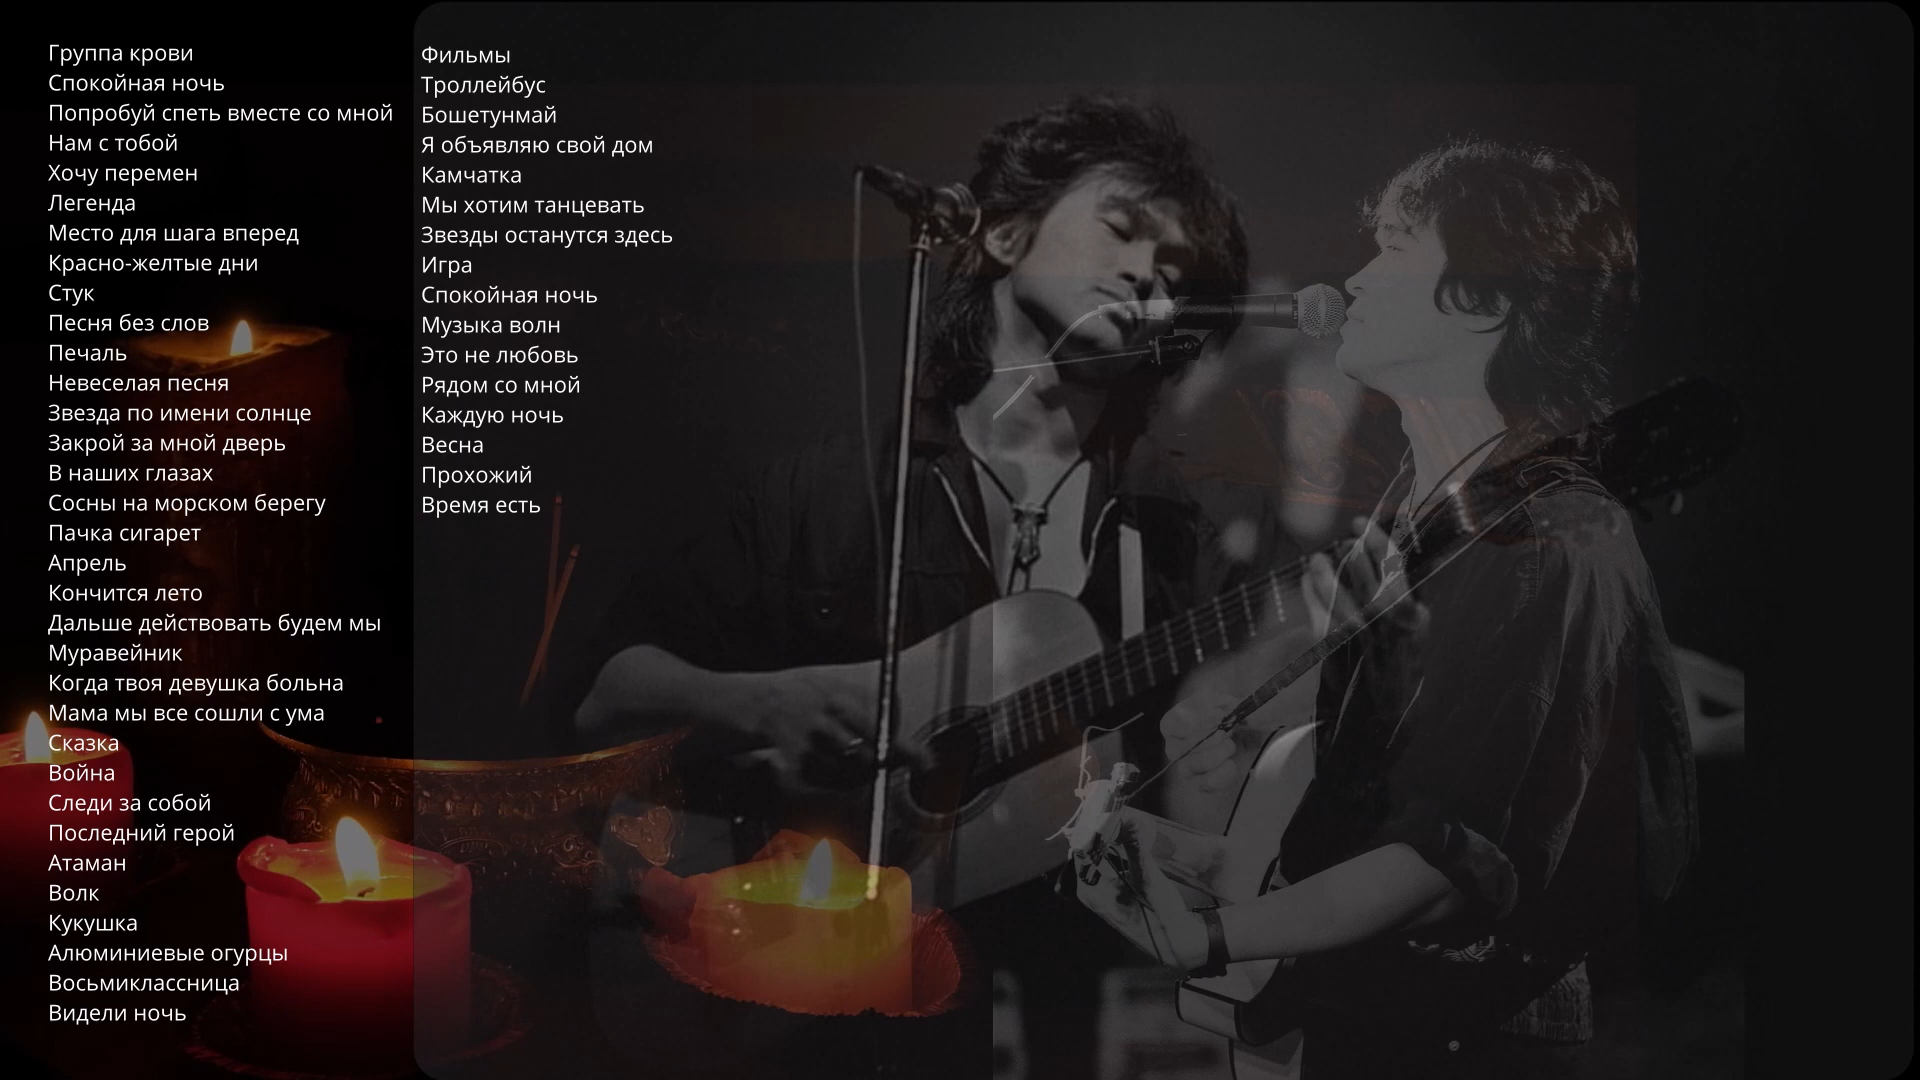 Группа крови
Спокойная ночь
Попробуй спеть вместе со мной
Нам с тобой
Хочу перемен
Легенда
Место для шага вперед
Красно-желтые дни
Стук
Песня без слов
Печаль
Невеселая песня
Звезда по имени солнце
Закрой за мной дверь
В наших глазах
Сосны на морском берегу
Пачка сигарет
Апрель
Кончится лето
Дальше действовать будем мы
Муравейник
Когда твоя девушка больна
Мама мы все сошли с ума
Сказка
Война
Следи за собой
Последний герой
Атаман
Волк
Кукушка
Алюминиевые огурцы
Восьмиклассница
Видели ночь
Фильмы
Троллейбус
Бошетунмай
Я объявляю свой дом
Камчатка
Мы хотим танцевать
Звезды останутся здесь
Игра
Спокойная ночь
Музыка волн
Это не любовь
Рядом со мной
Каждую ночь
Весна
Прохожий
Время есть